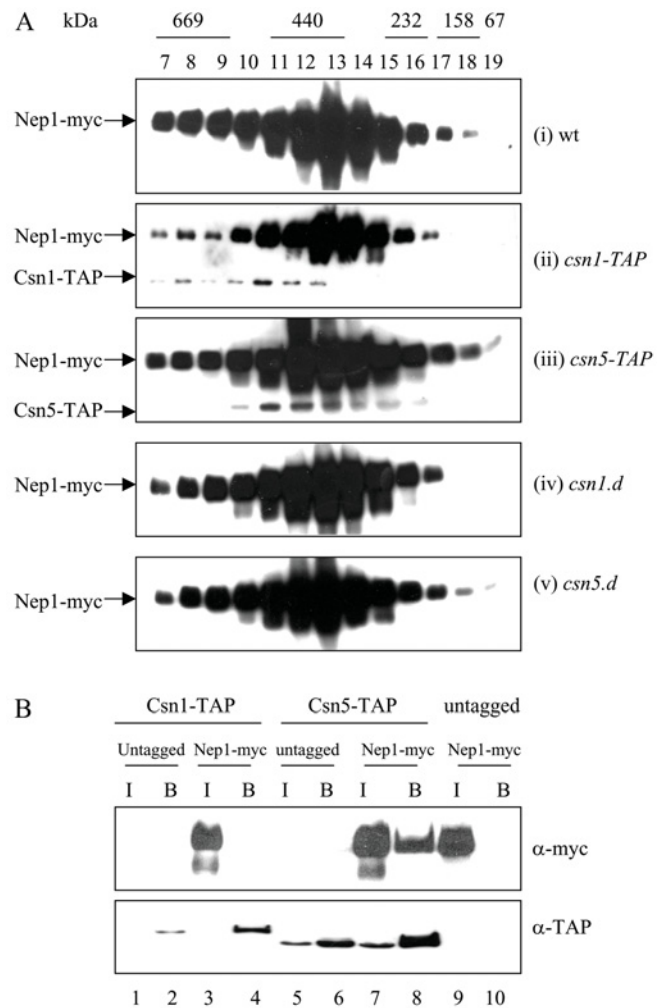 A kDa 669 440 232 158 67
7 8 9 10 11 12 13 14 15 16 17 18 19
Nep1-myc (i) wt
Nep1-myc
(ii) csn1-TAP
Csn1-TAP
Nep1-myc (iii) csn5-TAP
Csn5-TAP
Nep1-myc (iv) csn1.d
(v) csn5.d
Nep1-myc
B Csn1-TAP Csn5-TAP untagged
Untagged Nep1-myc untagged Nep1-myc Nep1-myc
I B I B I B I B I B
α-myc
α-TAP
1 2 3 4 5 6 7 8 9 10